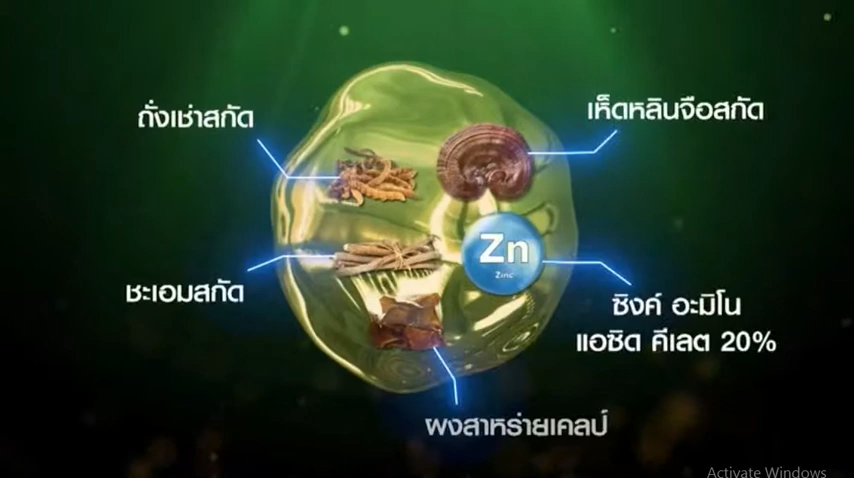 ถั่งเช่าสกัด
เห็ดหลินจือสกัด
Zn
Zinc
ชะเอมสกัด
ซิงค์ อะมิโน
แอซิด คีเลต 20%
ผงสาหร่ายเคลป์
Activate Windows